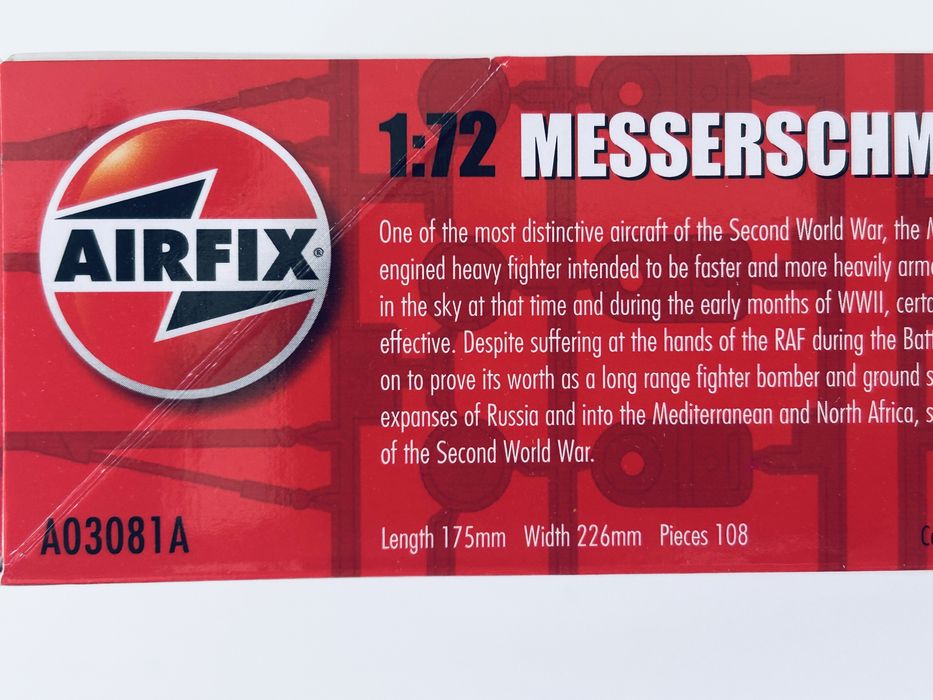 AIRFIX®
1:72 MESSERSCHM
One of the most distinctive aircraft of the Second World War, the
engined heavy fighter intended to be faster and more heavily arme
in the sky at that time and during the early months of WWII, certa
effective. Despite suffering at the hands of the RAF during the Batt
on to prove its worth as a long range fighter bomber and ground s
expanses of Russia and into the Mediterranean and North Africa, s
of the Second World War.
A03081A
Length 175mm Width 226mm Pieces 108